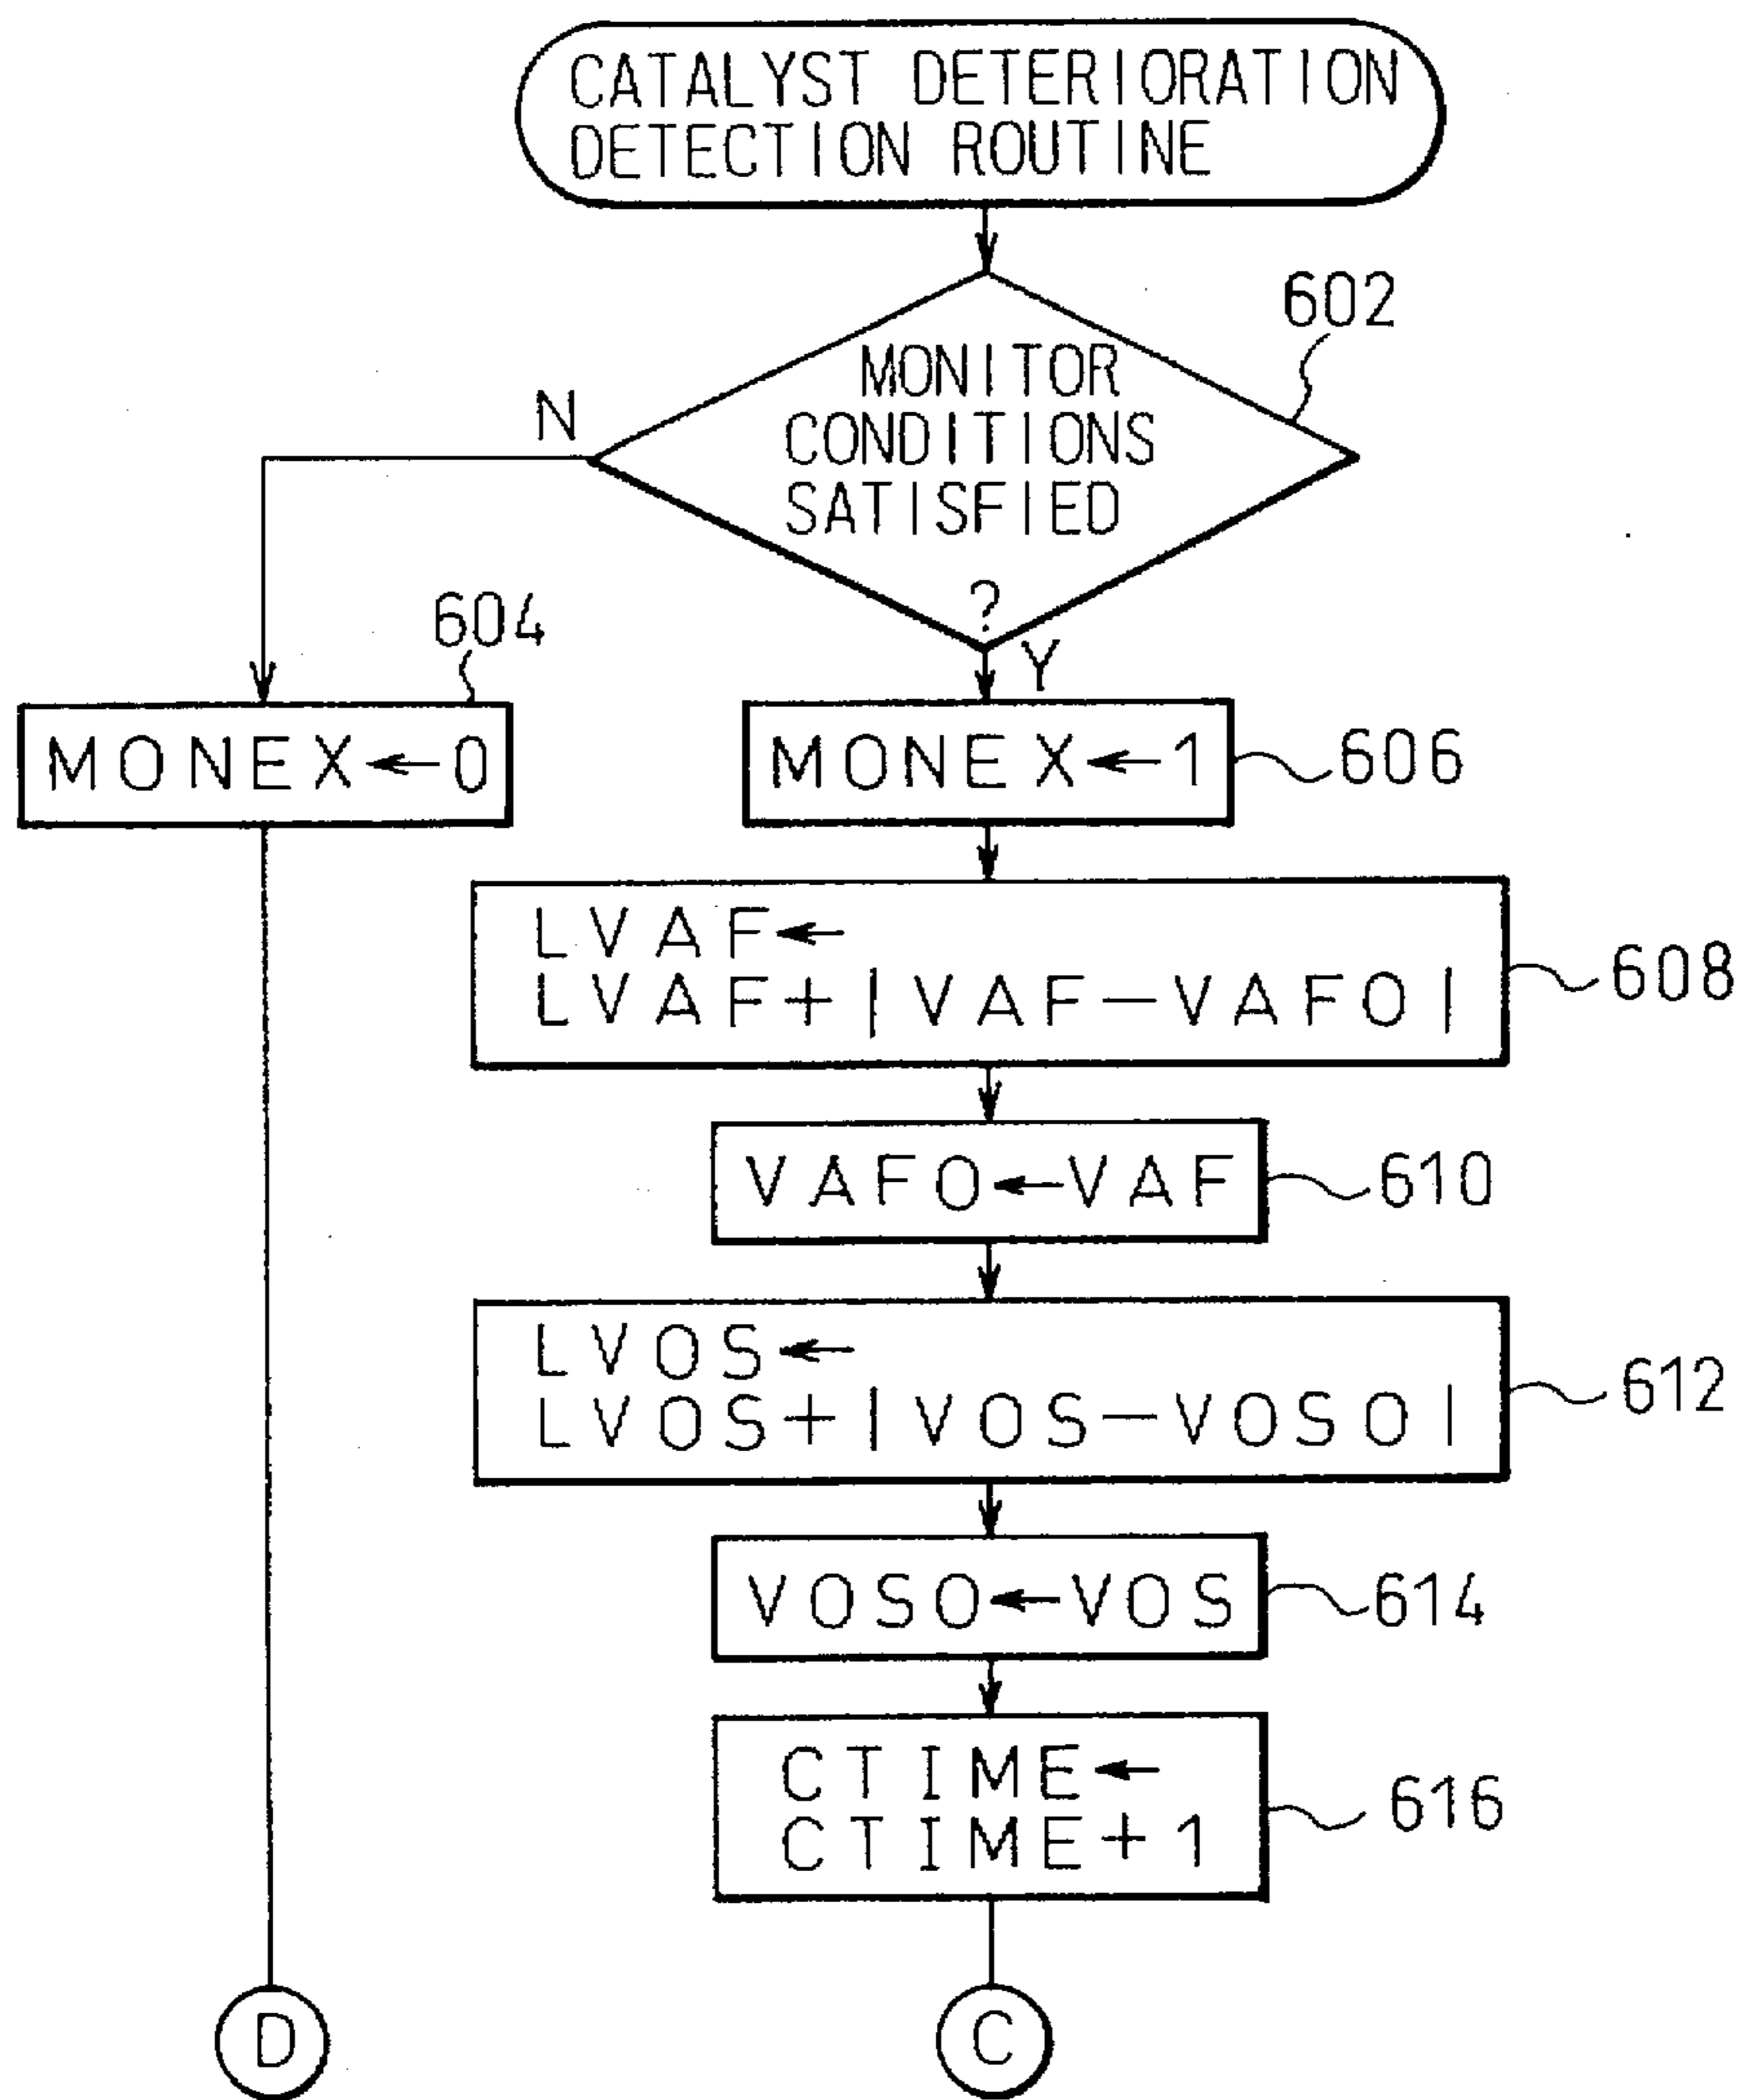 CATALYST DETERIORATION
DETECTION ROUTINE
602
MONITOR
CONDITIONS
SATISFIED
?
N
Y
604
MONEX←0
MONEX←1
606
LVAF←
LVAF+|VAF−VAFO|
608
VAFO←VAF
610
LVOS←
LVOS+|VOS−VOSO|
612
VOSO←VOS
614
CTIME←
CTIME+1
616
D
C